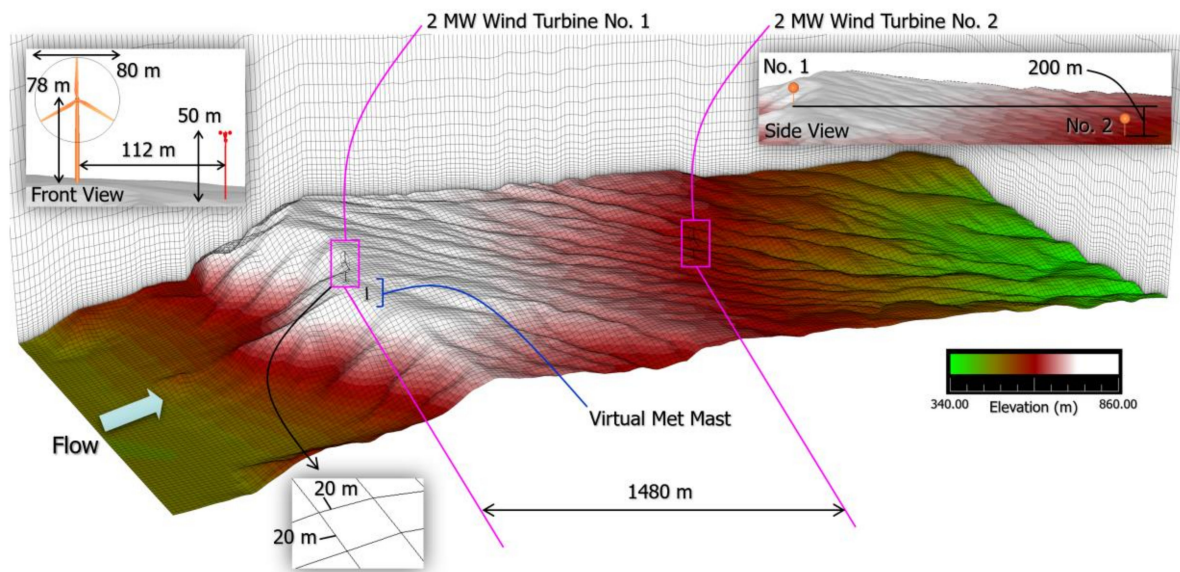 2 MW Wind Turbine No. 1
2 MW Wind Turbine No. 2
80 m
78 m
50 m
112 m
Front View
No. 1
200 m
No. 2
Side View
340.00
Elevation (m)
860.00
Virtual Met Mast
Flow
20 m
20 m
1480 m